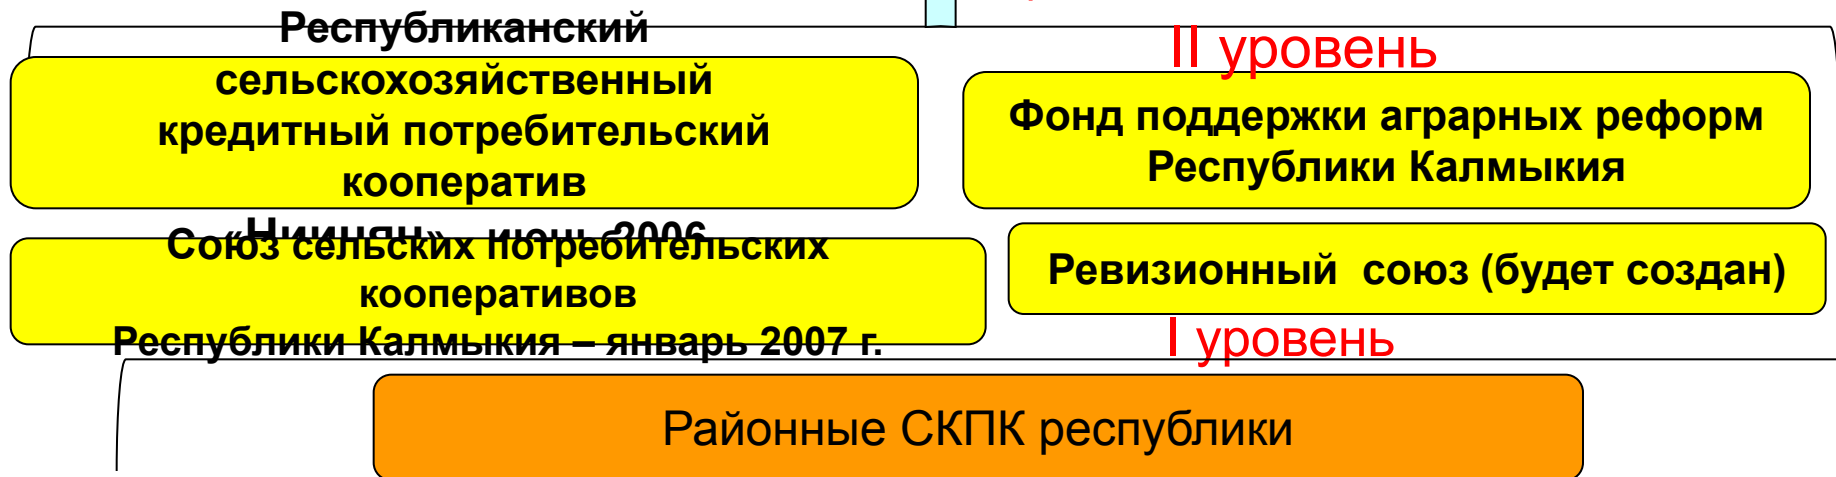 Республиканский
сельскохозяйственный
кредитный потребительский
кооператив
2006
II уровень
Фонд поддержки аграрных реформ
Республики Калмыкия
Союз сельских потребительских
кооперативов
Республики Калмыкия – январь 2007 г.
Ревизионный союз (будет создан)
I уровень
Районные СКПК республики